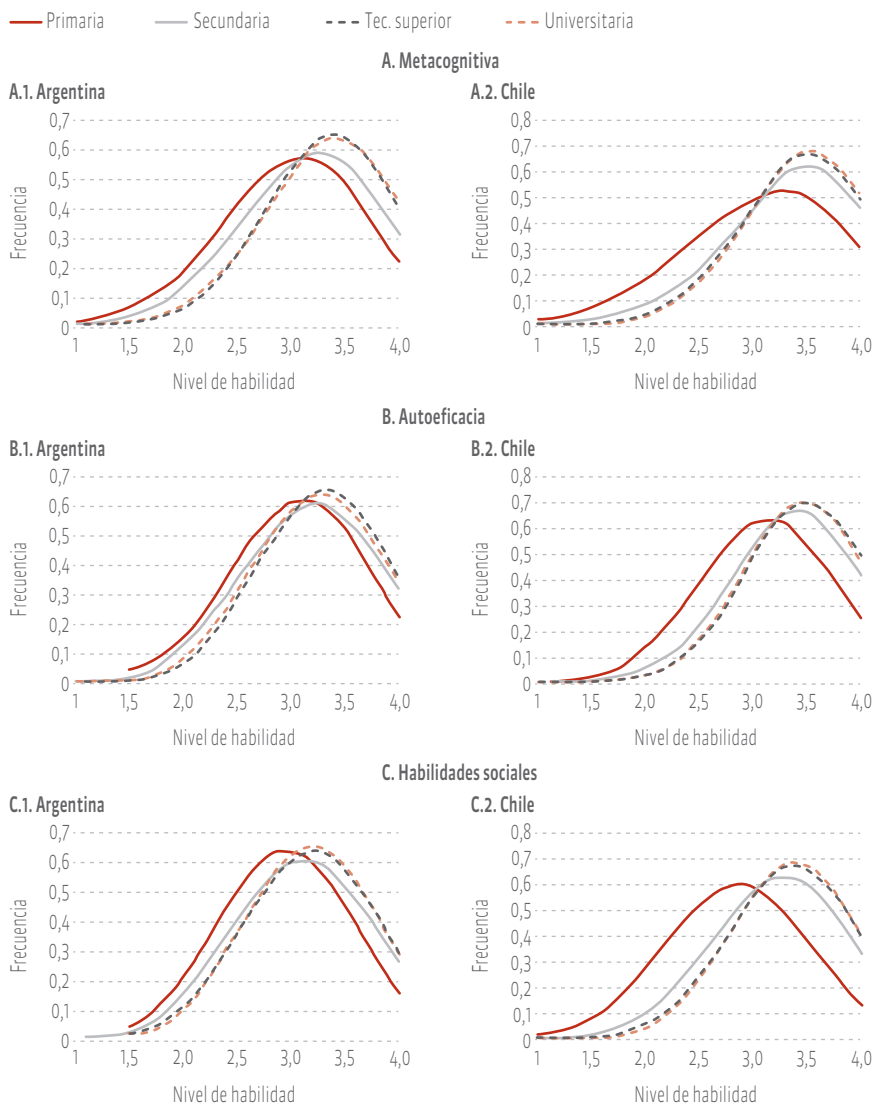 Primaria Secundaria Tec. superior Universitaria
A. Metacognitiva
A.1. Argentina
Frecuencia
0,7
0,6
0,5
0,4
0,3
0,2
0,1
0
1 1,5 2,0 2,5 3,0 3,5 4,0
Nivel de habilidad
A.2. Chile
Frecuencia
0,8
0,7
0,6
0,5
0,4
0,3
0,2
0,1
0
1 1,5 2,0 2,5 3,0 3,5 4,0
Nivel de habilidad
B. Autoeficacia
B.1. Argentina
Frecuencia
0,7
0,6
0,5
0,4
0,3
0,2
0,1
0
1 1,5 2,0 2,5 3,0 3,5 4,0
Nivel de habilidad
B.2. Chile
Frecuencia
0,8
0,7
0,6
0,5
0,4
0,3
0,2
0,1
0
1 1,5 2,0 2,5 3,0 3,5 4,0
Nivel de habilidad
C. Habilidades sociales
C.1. Argentina
Frecuencia
0,7
0,6
0,5
0,4
0,3
0,2
0,1
0
1 1,5 2,0 2,5 3,0 3,5 4,0
Nivel de habilidad
C.2. Chile
Frecuencia
0,8
0,7
0,6
0,5
0,4
0,3
0,2
0,1
0
1 1,5 2,0 2,5 3,0 3,5 4,0
Nivel de habilidad